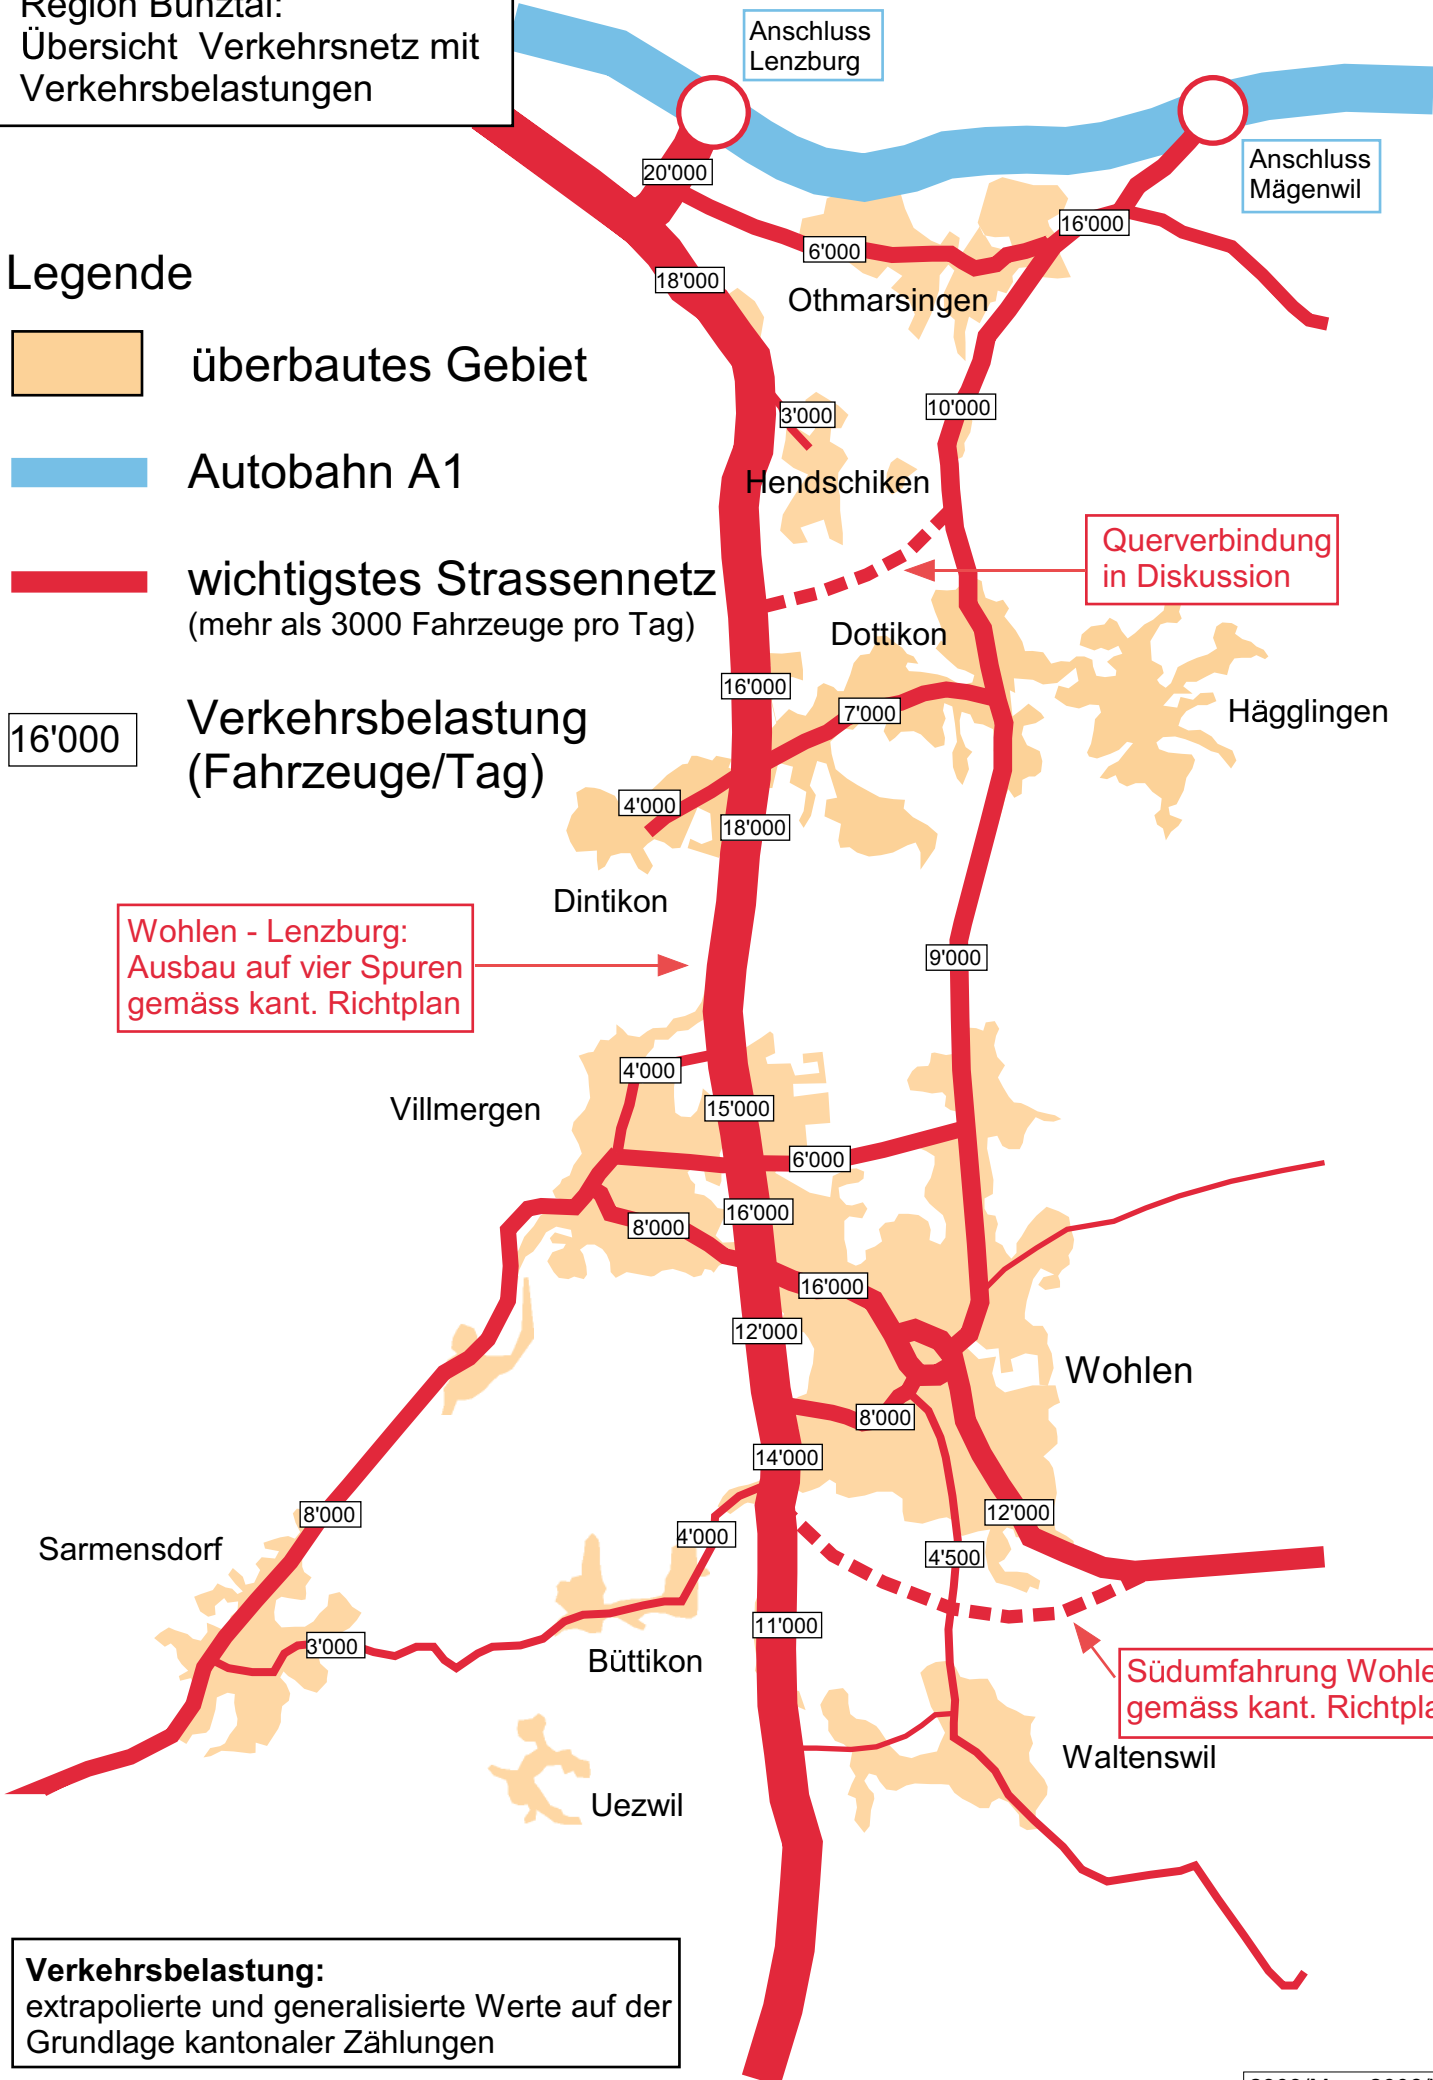 Region Bünztal:
Übersicht Verkehrsnetz mit
Verkehrsbelastungen
Anschluss
Lenzburg
Anschluss
Mägenwil
20'000
16'000
6'000
18'000
Othmarsingen
Legende
überbautes Gebiet
Autobahn A1
wichtigstes Strassennetz
(mehr als 3000 Fahrzeuge pro Tag)
16'000
Verkehrsbelastung
(Fahrzeuge/Tag)
3'000
10'000
Hendschiken
Querverbindung
in Diskussion
Dottikon
16'000
7'000
Hägglingen
4'000
18'000
Dintikon
Wohlen - Lenzburg:
Ausbau auf vier Spuren
gemäss kant. Richtplan
9'000
4'000
Villmergen
15'000
6'000
16'000
8'000
16'000
12'000
Wohlen
8'000
14'000
8'000
12'000
4'000
Sarmensdorf
4'500
11'000
3'000
Büttikon
Südumfahrung Wohle
gemäss kant. Richtpla
Waltenswil
Uezwil
Verkehrsbelastung:
extrapolierte und generalisierte Werte auf der
Grundlage kantonaler Zählungen